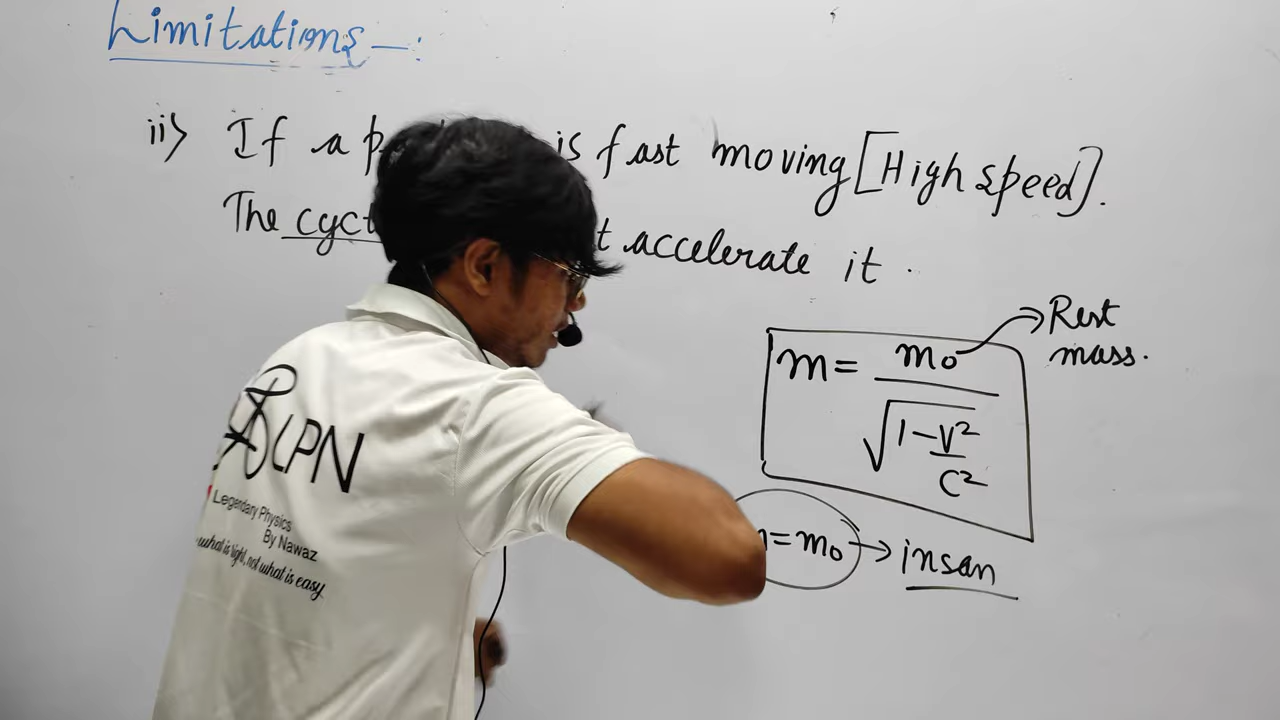 Limitations -:
ii) If a is fast moving [High speed].
The accelerate it.
m = m₀ / √1-V²/C²
Rest
mass.
= m₀ → insan
LPN
Legendary Physics
By Nawaz
what is right, not what is easy.